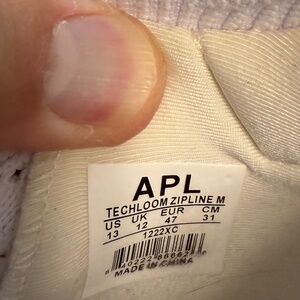 APL
TECHLOOM ZIPLINE M
US UK EUR CM
13 12 47 31
1222XC
MADE IN CHINA